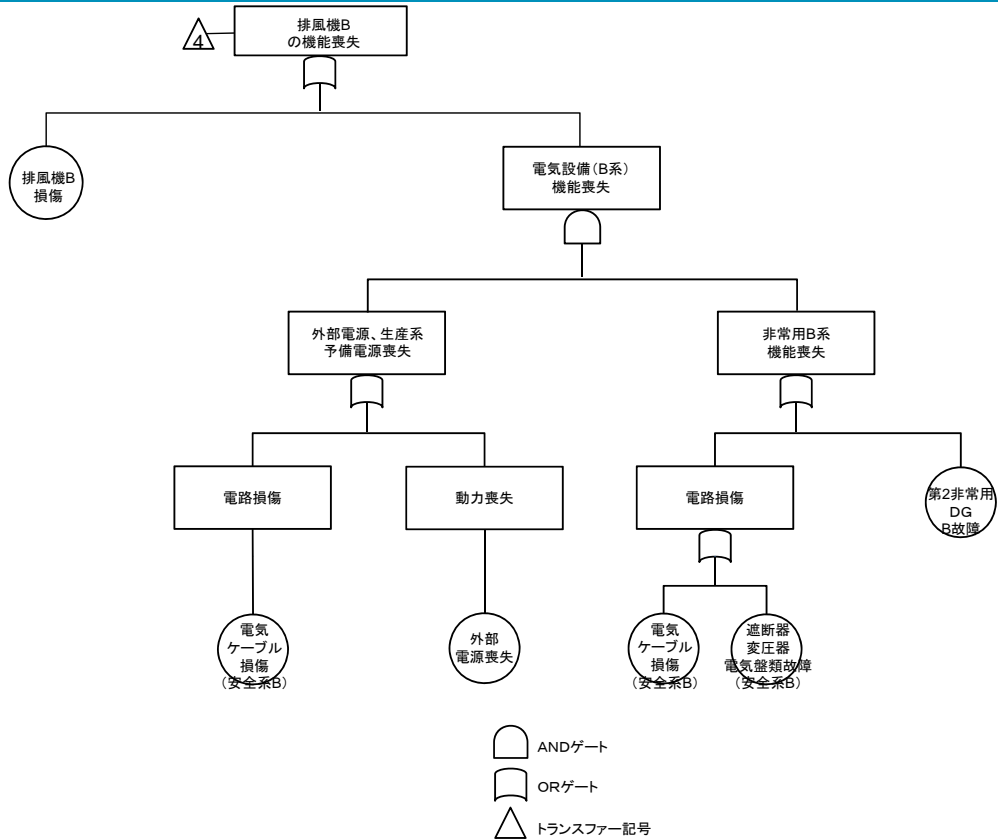 4
排風機B
の機能喪失
排風機B
損傷
電気設備(B系)
機能喪失
外部電源、生産系
予備電源喪失
非常用B系
機能喪失
電路損傷
動力喪失
電路損傷
第2非常用
DG
B故障
電気
ケーブル
損傷
(安全系B)
外部
電源喪失
電気
ケーブル
損傷
(安全系B)
遮断器
変圧器
電気盤類故障
(安全系B)
ANDゲート
ORゲート
トランスファー記号